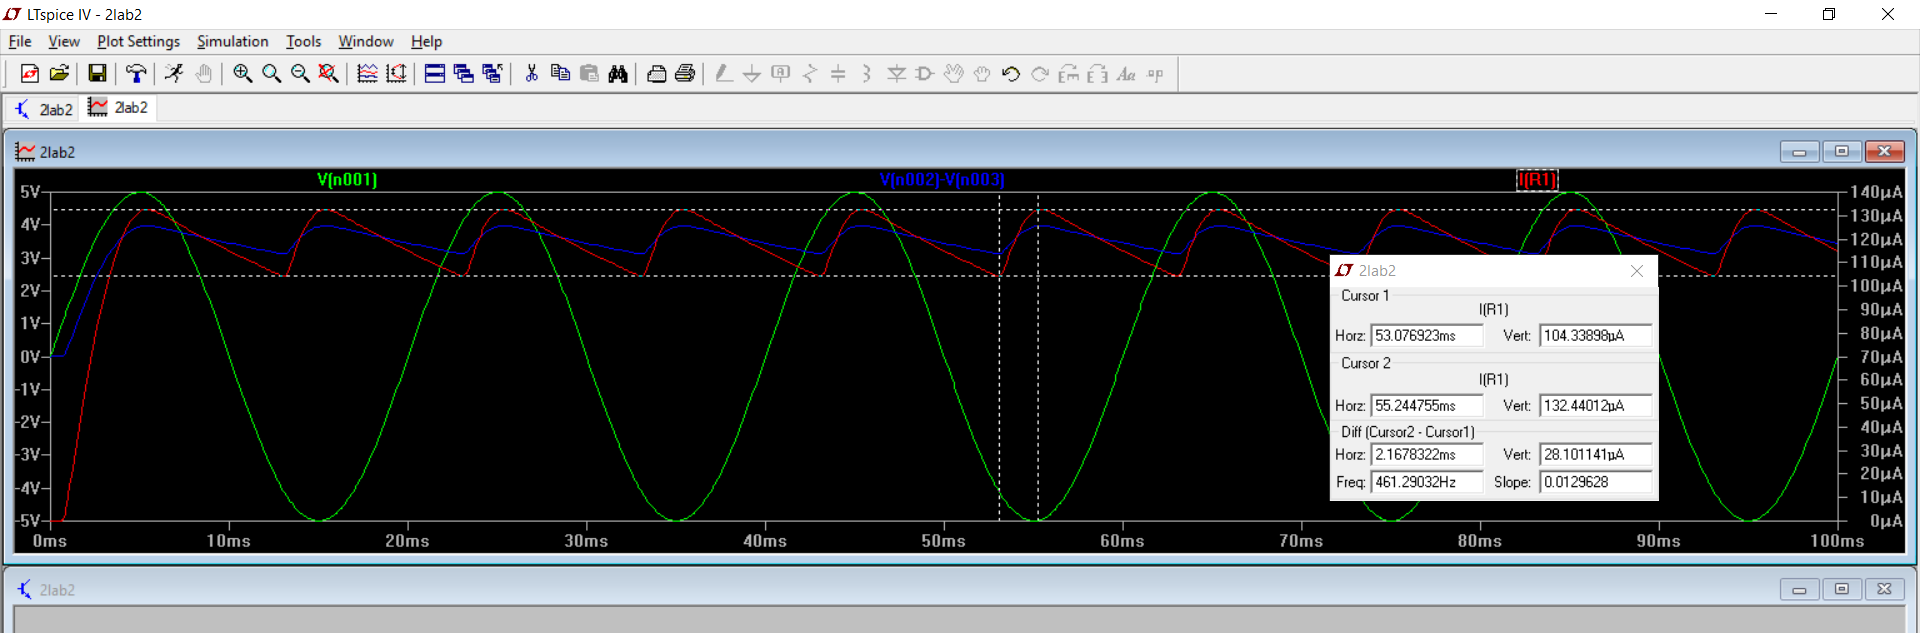 LTspice IV - 2lab2
File View Plot Settings Simulation Tools Window Help
2lab2 2lab2
2lab2
V(n001) V(n002)-V(n003) I(R1)
5V 140µA
4V 130µA
120µA
3V 110µA
2V 100µA
90µA
1V 80µA
0V 70µA
-1V 60µA
-2V 50µA
40µA
-3V 30µA
-4V 20µA
10µA
-5V 0µA
0ms 10ms 20ms 30ms 40ms 50ms 60ms 70ms 80ms 90ms 100ms
2lab2
Cursor 1
I(R1)
Horz: 53.076923ms Vert: 104.33898µA
Cursor 2
I(R1)
Horz: 55.244755ms Vert: 132.44012µA
Diff (Cursor2 - Cursor1)
Horz: 2.1678322ms Vert: 28.101141µA
Freq: 461.29032Hz Slope: 0.0129628
2lab2